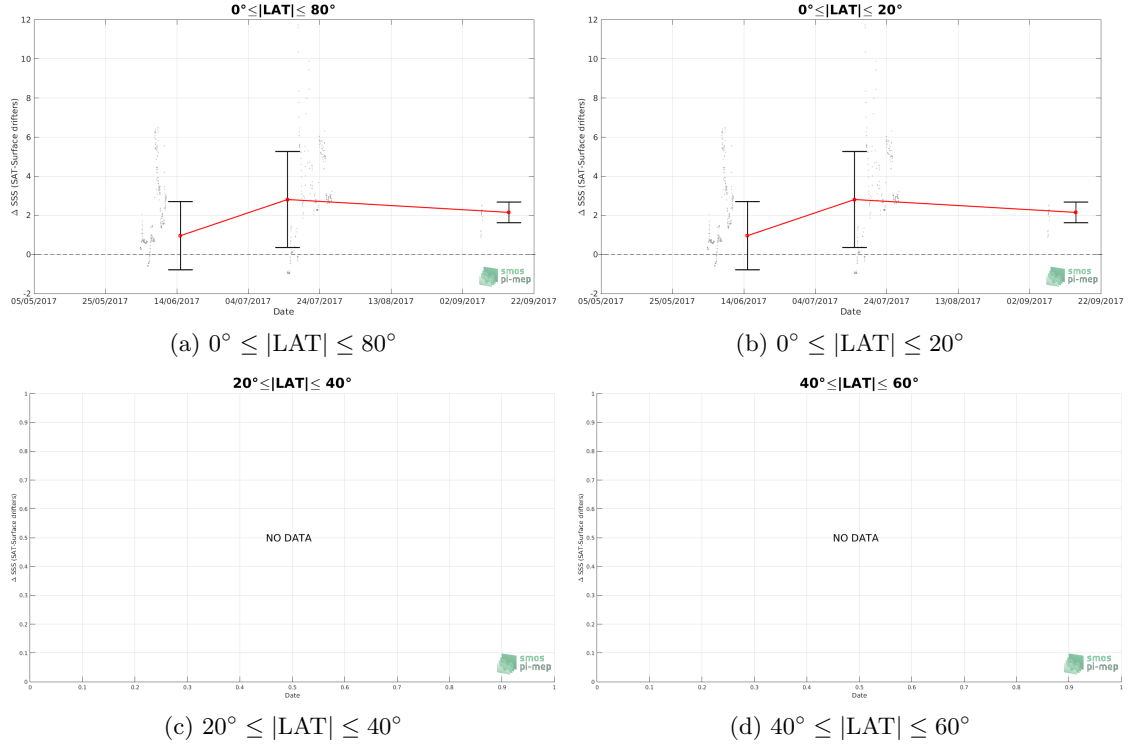 0°≤|LAT|≤ 80°
12
10
8
6
4
2
0
-2
Δ SSS (SAT-Surface drifters)
05/05/2017 25/05/2017 14/06/2017 04/07/2017 24/07/2017 13/08/2017 02/09/2017 22/09/2017
Date
smos
pi-mep
(a) 0° ≤ |LAT| ≤ 80°
0°≤|LAT|≤ 20°
12
10
8
6
4
2
0
-2
Δ SSS (SAT-Surface drifters)
05/05/2017 25/05/2017 14/06/2017 04/07/2017 24/07/2017 13/08/2017 02/09/2017 22/09/2017
Date
smos
pi-mep
(b) 0° ≤ |LAT| ≤ 20°
20°≤|LAT|≤ 40°
1
0.9
0.8
0.7
0.6
0.5
0.4
0.3
0.2
0.1
0
Δ SSS (SAT-Surface drifters)
NO DATA
0 0.1 0.2 0.3 0.4 0.5 0.6 0.7 0.8 0.9 1
Date
smos
pi-mep
(c) 20° ≤ |LAT| ≤ 40°
40°≤|LAT|≤ 60°
1
0.9
0.8
0.7
0.6
0.5
0.4
0.3
0.2
0.1
0
Δ SSS (SAT-Surface drifters)
NO DATA
0 0.1 0.2 0.3 0.4 0.5 0.6 0.7 0.8 0.9 1
Date
smos
pi-mep
(d) 40° ≤ |LAT| ≤ 60°